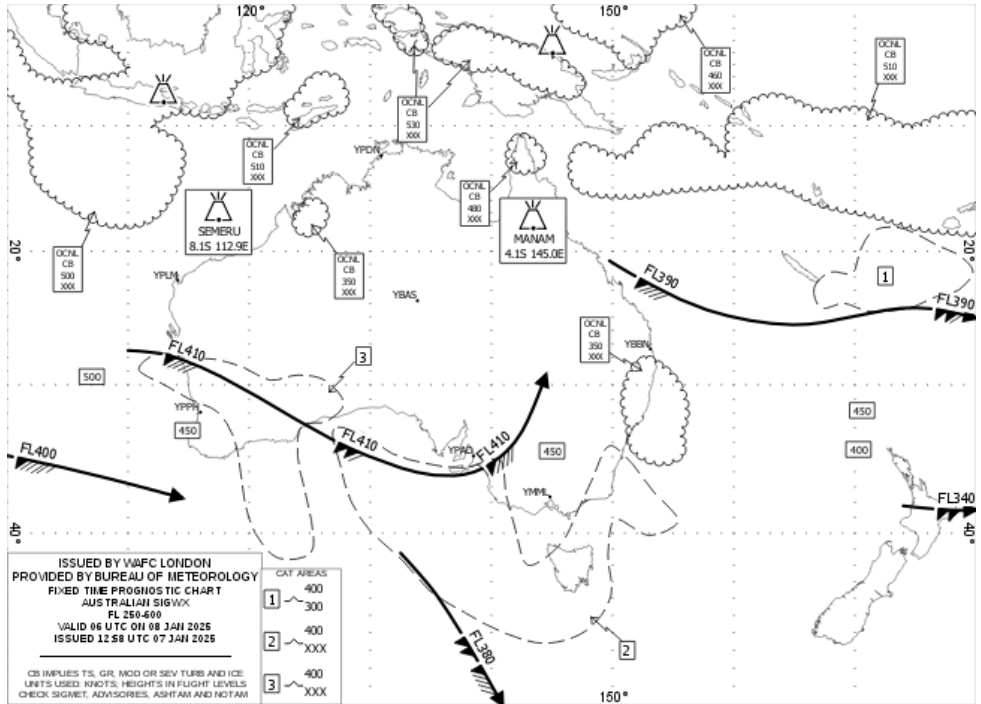 120°
150°
OCNL
CB
460
XXX
OCNL
CB
510
XXX
OCNL
CB
530
XXX
YPDN
OCNL
CB
510
XXX
OCNL
CB
480
XXX
SEMERU
8.1S 112.9E
MANAM
4.1S 145.0E
20°
20°
OCNL
CB
500
XXX
OCNL
CB
350
XXX
YPLM
YBAS
FL390
1
FL390
OCNL
CB
350
XXX
YBBN
FL410
3
500
YPPH
450
450
400
FL400
FL410
YPAD
FL410
450
YMML
FL340
40°
40°
FL380
2
150°
ISSUED BY WAFC LONDON
PROVIDED BY BUREAU OF METEOROLOGY
FIXED TIME PROGNOSTIC CHART
AUSTRALIAN SIGWX
FL 250-600
VALID 06 UTC ON 08 JAN 2025
ISSUED 12:58 UTC 07 JAN 2025
CB IMPLIES TS, GR, MOD OR SEV TURB AND ICE
UNITS USED: KNOTS; HEIGHTS IN FLIGHT LEVELS
CHECK SIGMET, ADVISORIES, ASHTAM AND NOTAM
CAT AREAS
1 400
300
2 400
XXX
3 400
XXX